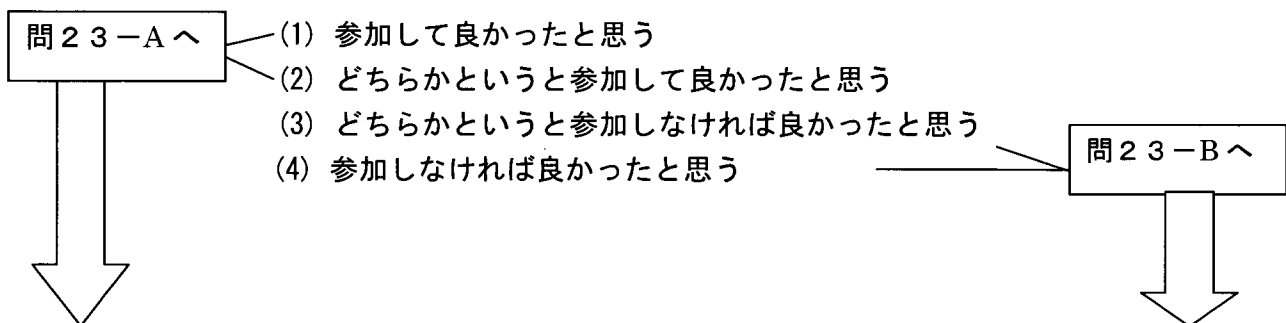 問23-Aへ
(1) 参加して良かったと思う
(2) どちらかというと参加して良かったと思う
(3) どちらかというと参加しなければ良かったと思う
(4) 参加しなければ良かったと思う
問23-Bへ